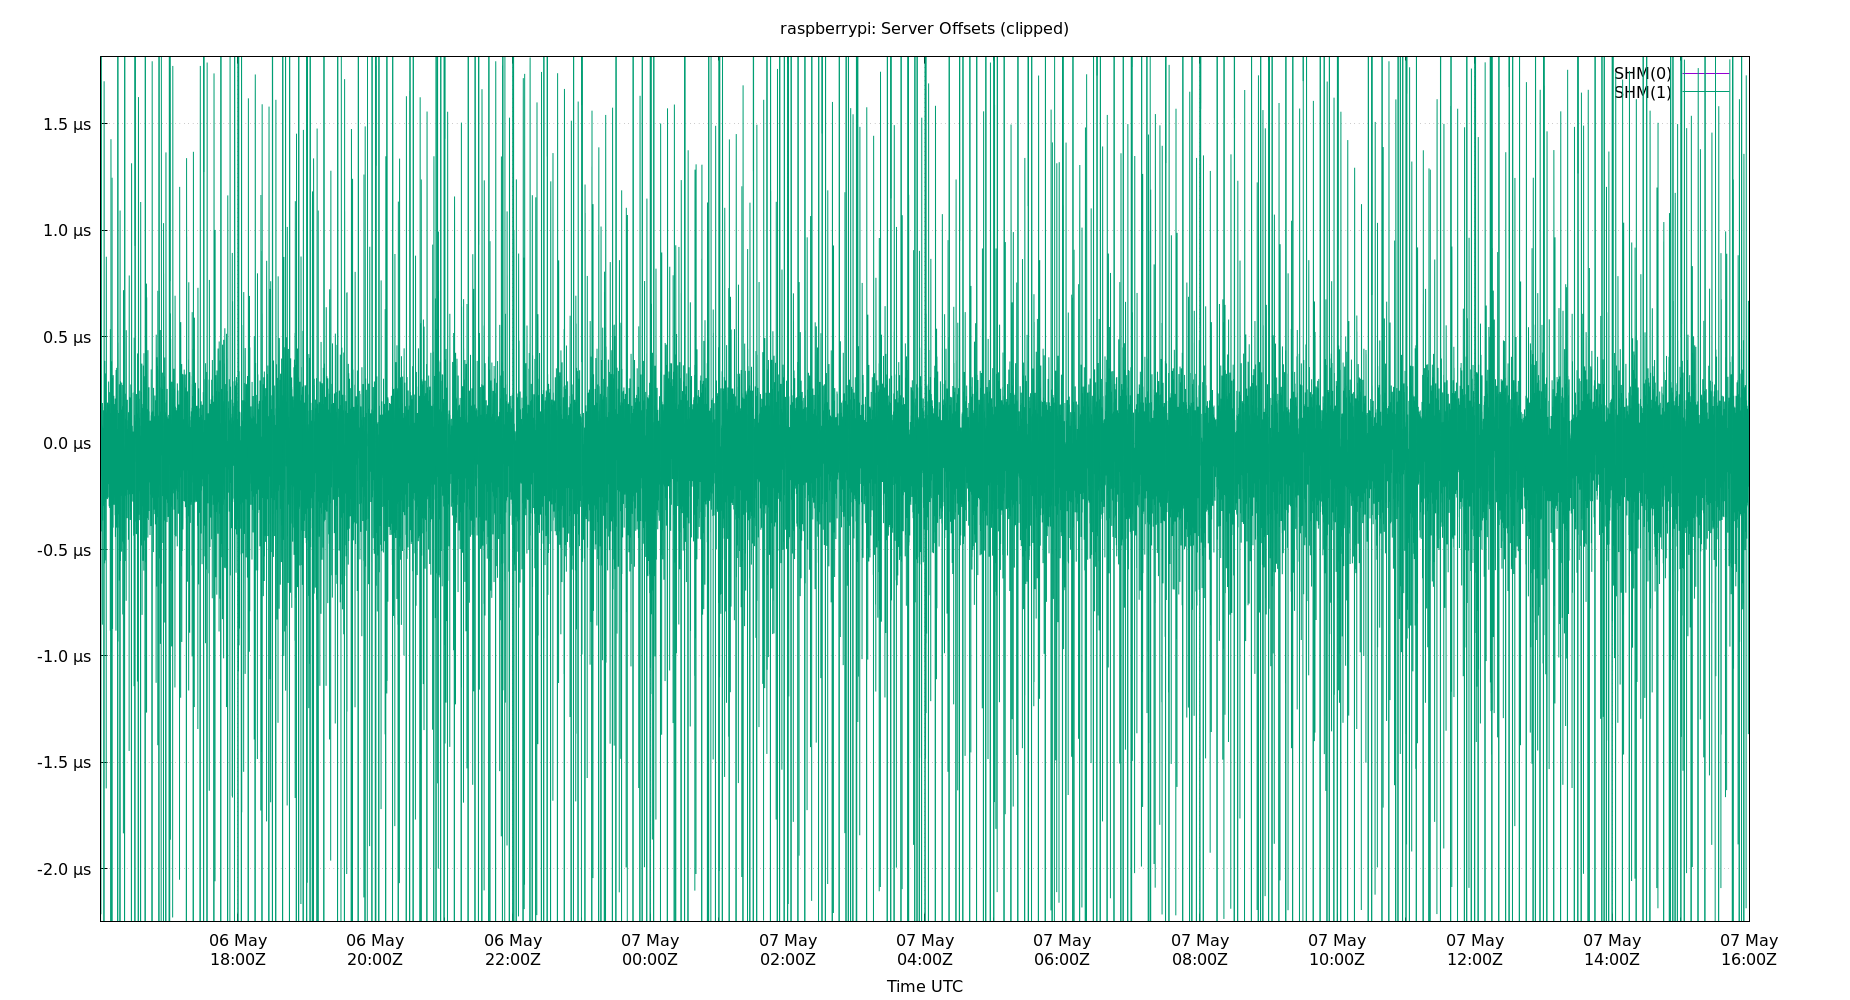 raspberrypi: Server Offsets (clipped)
SHM(0)
SHM(1)
1.5 µs
1.0 µs
0.5 µs
0.0 µs
-0.5 µs
-1.0 µs
-1.5 µs
-2.0 µs
06 May 06 May 06 May 07 May 07 May 07 May 07 May 07 May 07 May 07 May 07 May 07 May
18:00Z 20:00Z 22:00Z 00:00Z 02:00Z 04:00Z 06:00Z 08:00Z 10:00Z 12:00Z 14:00Z 16:00Z
Time UTC